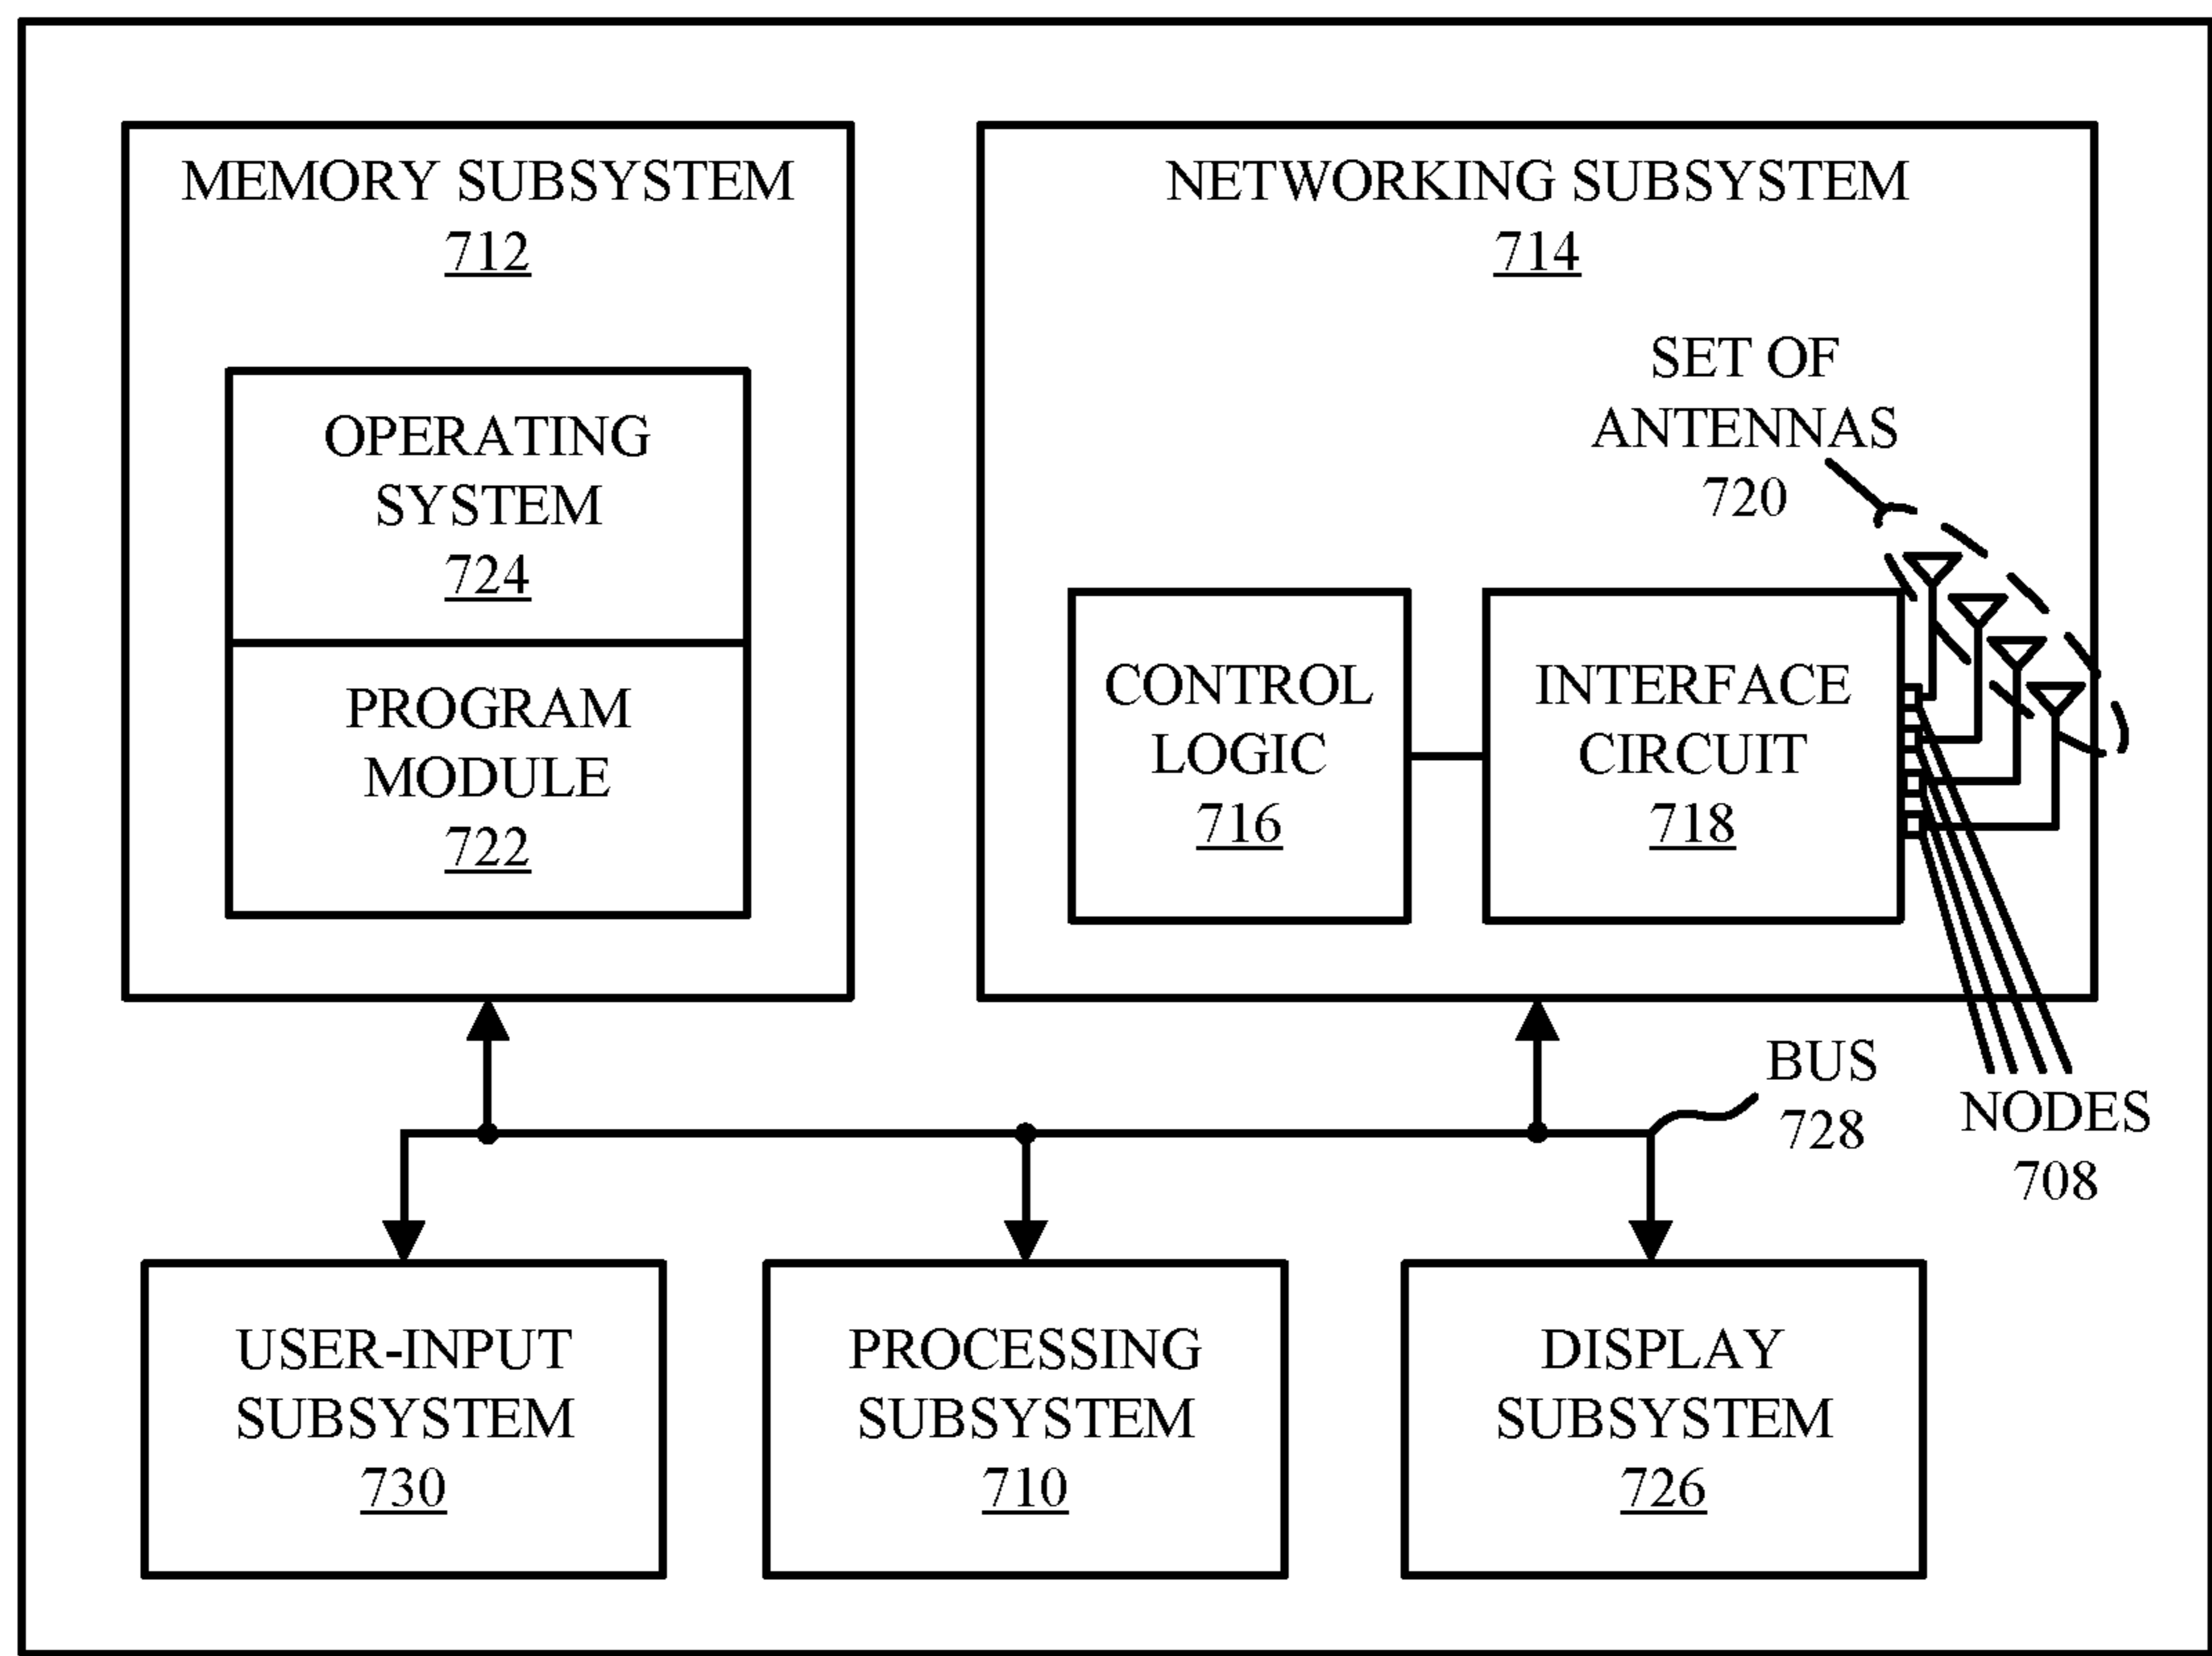 MEMORY SUBSYSTEM
712
OPERATING
SYSTEM
724
PROGRAM
MODULE
722
NETWORKING SUBSYSTEM
714
SET OF
ANTENNAS
720
CONTROL
LOGIC
716
INTERFACE
CIRCUIT
718
BUS
728
NODES
708
USER-INPUT
SUBSYSTEM
730
PROCESSING
SUBSYSTEM
710
DISPLAY
SUBSYSTEM
726